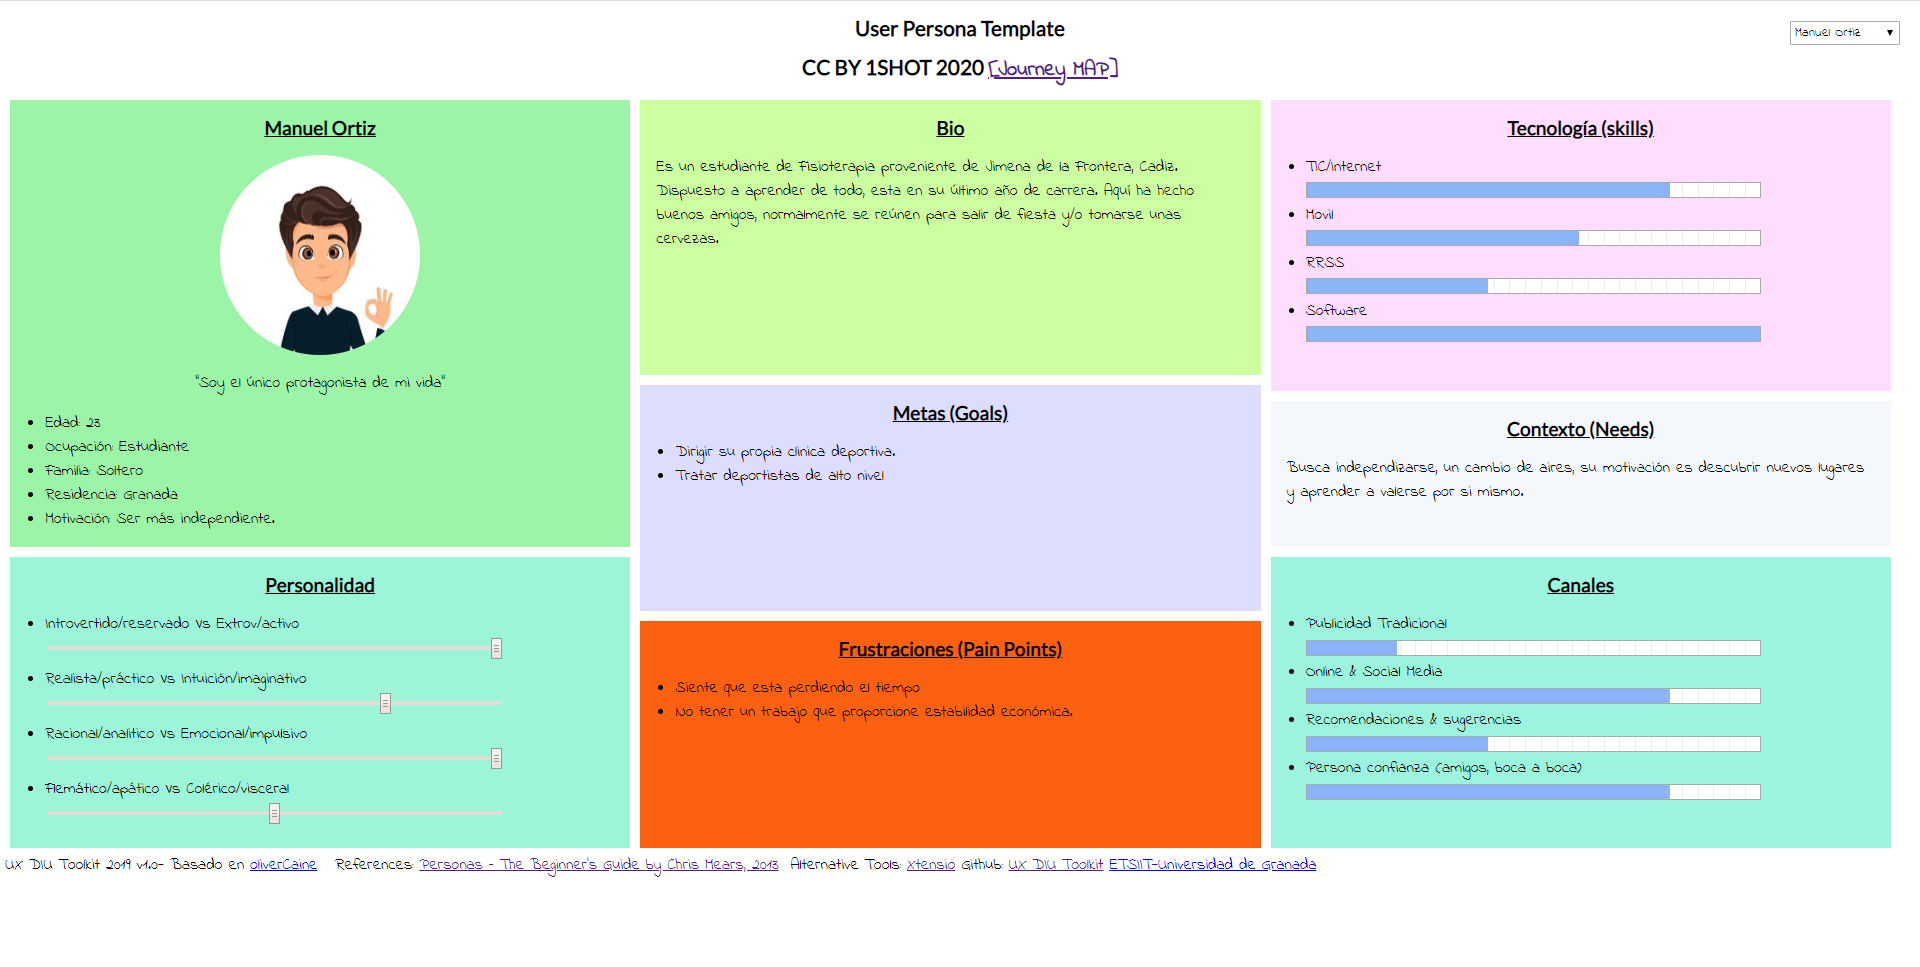 User Persona Template
Manuel Ortiz
CC BY 1SHOT 2020 [Journey MAP]
Manuel Ortiz
"Soy el único protagonista de mi vida"
Edad: 23
Ocupación: Estudiante
Familia: Soltero
Residencia: Granada
Motivación: Ser más independiente.
Personalidad
Introvertido/reservado Vs Extrov/activo
Realista/práctico Vs Intuición/imaginativo
Racional/analitico Vs Emocional/impulsivo
Flemático/apático Vs Colérico/visceral
Bio
Es un estudiante de Fisioterapia proveniente de Jimena de la Frontera, Cadiz.
Dispuesto a aprender de todo, esta en su último año de carrera. Aquí ha hecho
buenos amigos, normalmente se reúnen para salir de fiesta y/o tomarse unas
cervezas.
Metas (Goals)
Dirigir su propia clínica deportiva.
Tratar deportistas de alto nivel
Frustraciones (Pain Points)
Siente que esta perdiendo el tiempo
No tener un trabajo que proporcione estabilidad económica.
Tecnología (skills)
TIC/Internet
Movil
RRSS
Software
Contexto (Needs)
Busca independizarse, un cambio de aires, su motivación es descubrir nuevos lugares
y aprender a valerse por si mismo.
Canales
Publicidad Tradicional
Online & Social Media
Recomendaciones & sugerencias
Persona confianza (amigos, boca a boca)
UX DIU Toolkit 2019 v1.0- Basado en oliverCaine References: Personas - The Beginner's Guide by Chris Mears, 2013 Alternative Tools: Xtensio Github: UX DIU Toolkit ETSIIT-Universidad de Granada